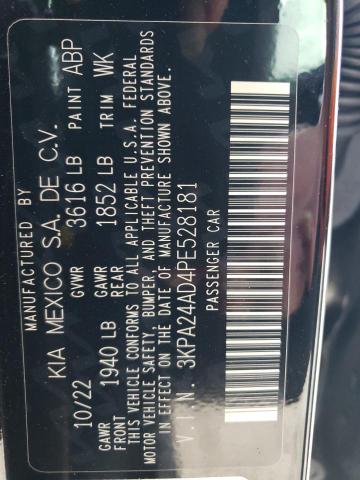 MANUFACTURED BY
KIA MEXICO S.A. DE C.V.
10/22 GVWR 3616 LB PAINT ABP
GAWR FRONT 1940 LB GAWR REAR 1852 LB TRIM WK
THIS VEHICLE CONFORMS TO ALL APPLICABLE U.S.A. FEDERAL
MOTOR VEHICLE SAFETY, BUMPER, AND THEFT PREVENTION STANDARDS
IN EFFECT ON THE DATE OF MANUFACTURE SHOWN ABOVE.
V.I.N. 3KPA24AD4PE528181
PASSENGER CAR